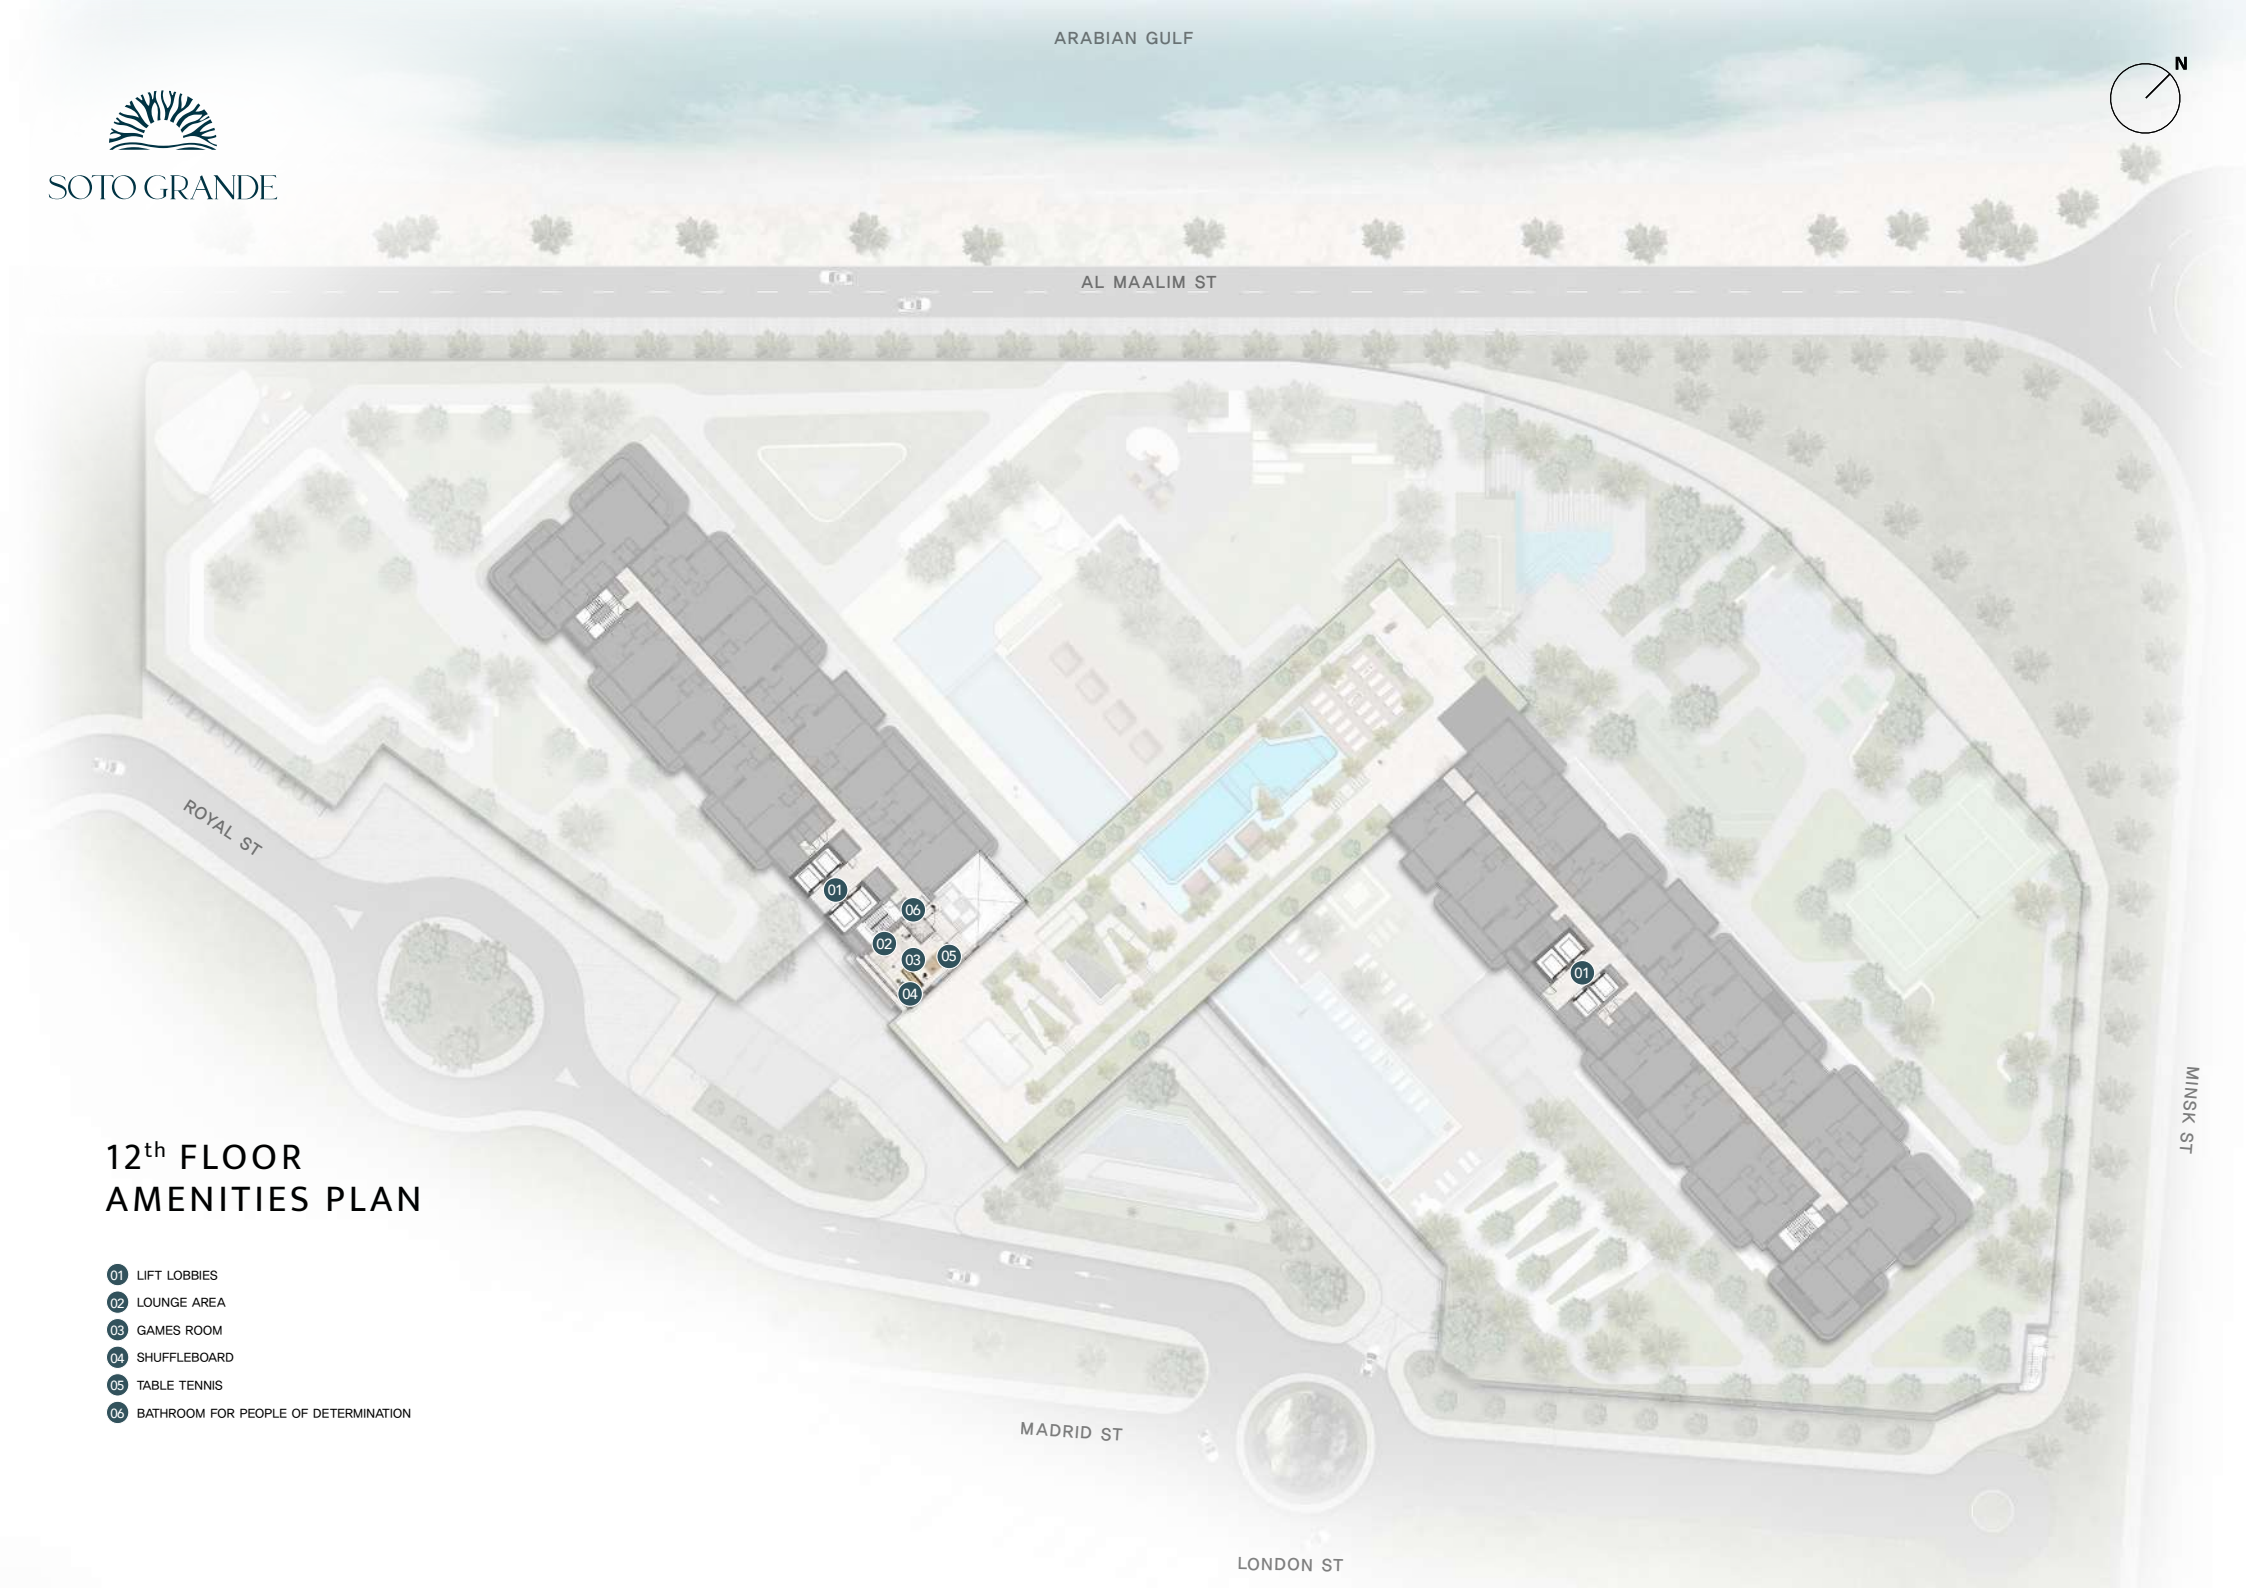 ARABIAN GULF
N
SOTO GRANDE
AL MAALIM ST
ROYAL ST
01
06
02
03
05
04
01
MINSK ST
12th FLOOR
AMENITIES PLAN
01 LIFT LOBBIES
02 LOUNGE AREA
03 GAMES ROOM
04 SHUFFLEBOARD
05 TABLE TENNIS
06 BATHROOM FOR PEOPLE OF DETERMINATION
MADRID ST
LONDON ST